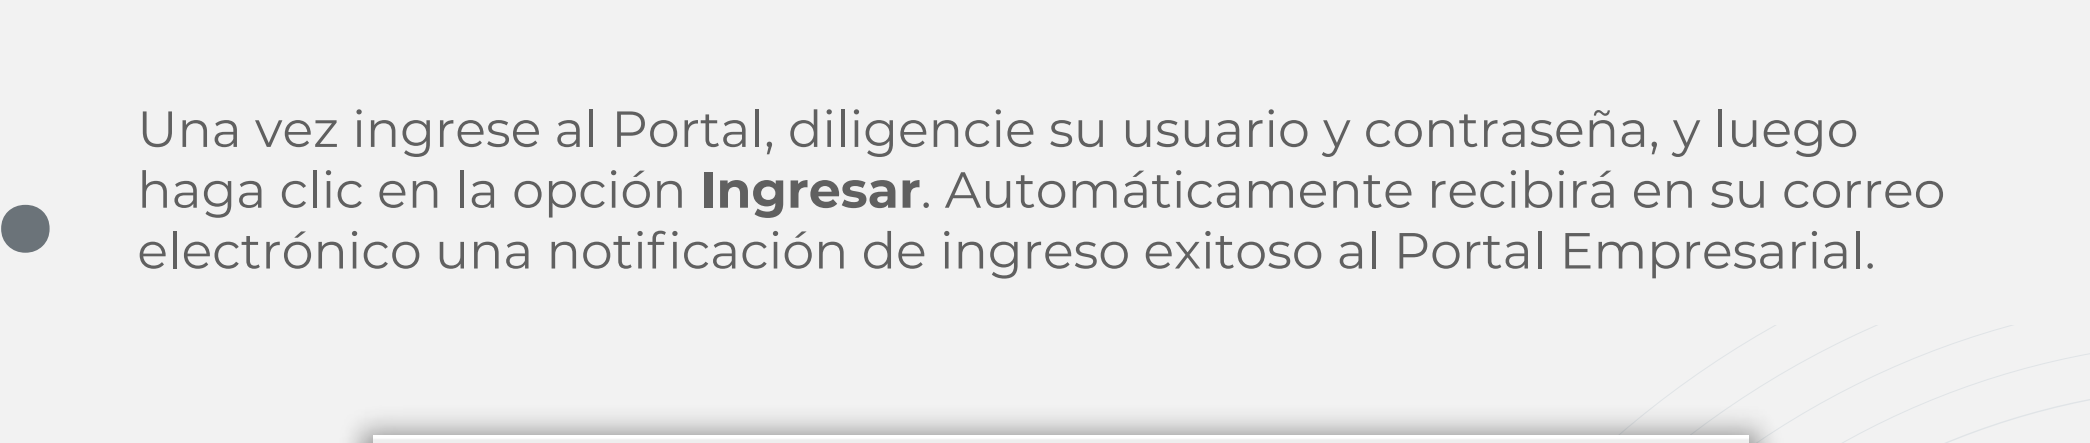 Una vez ingrese al Portal, diligencie su usuario y contraseña, y luego
haga clic en la opción Ingresar. Automáticamente recibirá en su correo
electrónico una notificación de ingreso exitoso al Portal Empresarial.